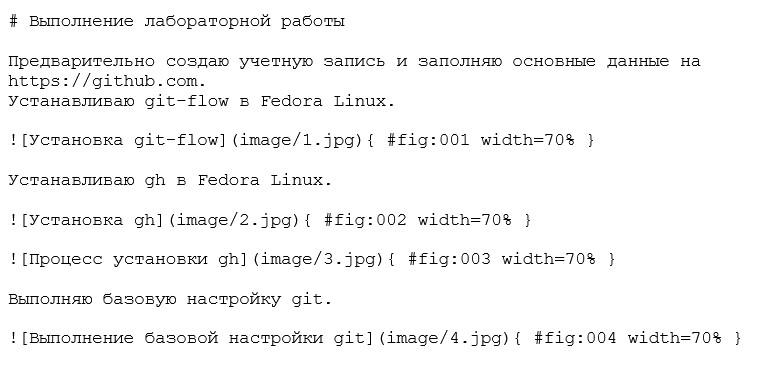 # Выполнение лабораторной работы
Предварительно создаю учетную запись и заполняю основные данные на
https://github.com.
Устанавливаю git-flow в Fedora Linux.
![Установка git-flow](image/1.jpg){ #fig:001 width=70% }
Устанавливаю gh в Fedora Linux.
![Установка gh](image/2.jpg){ #fig:002 width=70% }
![Процесс установки gh](image/3.jpg){ #fig:003 width=70% }
Выполняю базовую настройку git.
![Выполнение базовой настройки git](image/4.jpg){ #fig:004 width=70% }